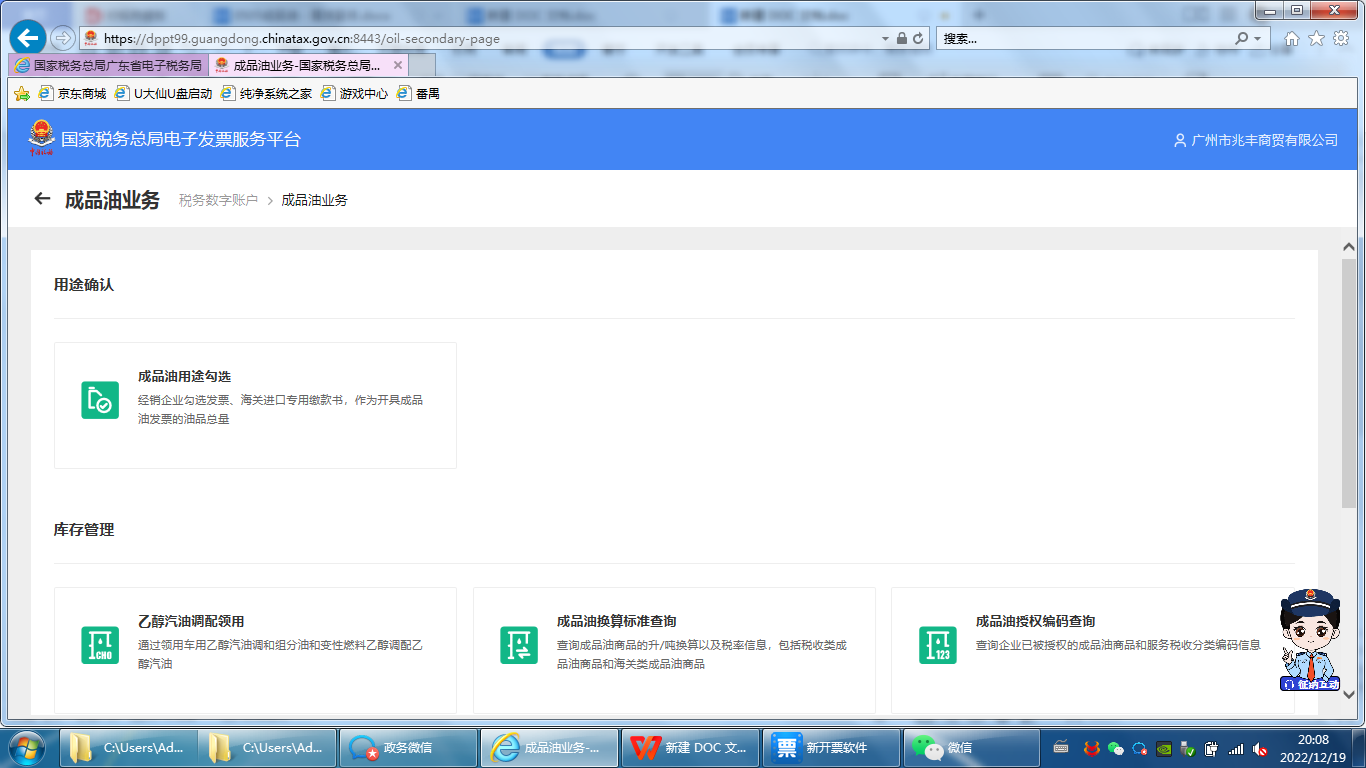 https://dppt99.guangdong.chinatax.gov.cn:8443/oil-secondary-page
搜索...
国家税务总局广东省电子税务局
成品油业务-国家税务总局...
京东商城
U大仙U盘启动
纯净系统之家
游戏中心
番禺
国家税务总局电子发票服务平台
广州市兆丰商贸有限公司
成品油业务
税务数字账户 > 成品油业务
用途确认
成品油用途勾选
经销企业勾选发票、海关进口专用缴款书，作为开具成品
油发票的油品总量
库存管理
乙醇汽油调配领用
通过领用车用乙醇汽油调和组分油和变性燃料乙醇调配乙
醇汽油
CHO
成品油换算标准查询
查询成品油商品的升/吨换算以及税率信息，包括税收类成
品油商品和海关类成品油商品
成品油授权编码查询
查询企业已被授权的成品油商品和服务税收分类编码信息
123
征纳互动
C:\Users\Ad...
C:\Users\Ad...
政务微信
成品油业务-...
新建 DOC 文...
票
新开票软件
微信
20:08
2022/12/19